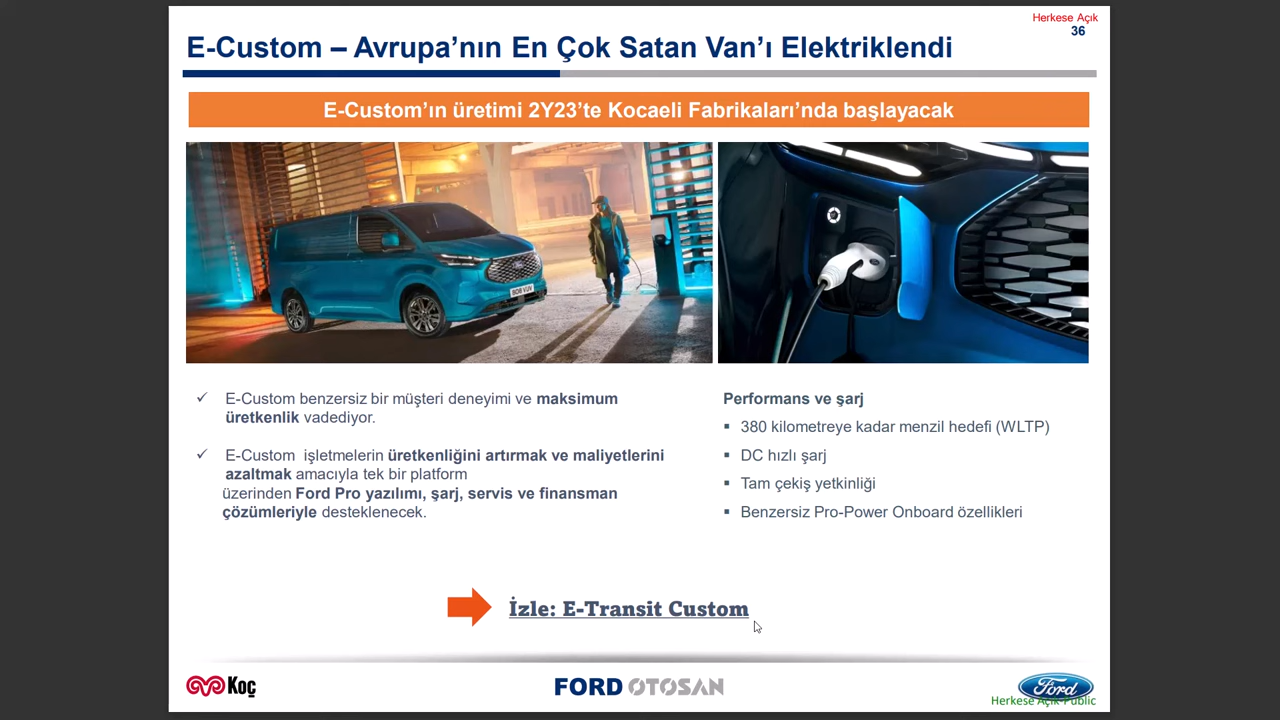 Herkese Açık
36
E-Custom – Avrupa’nın En Çok Satan Van’ı Elektriklendi
E-Custom’ın üretimi 2Y23’te Kocaeli Fabrikaları’nda başlayacak
BO8 VUV
E-Custom benzersiz bir müşteri deneyimi ve maksimum
üretkenlik vadediyor.
E-Custom işletmelerin üretkenliğini artırmak ve maliyetlerini
azaltmak amacıyla tek bir platform
üzerinden Ford Pro yazılımı, şarj, servis ve finansman
çözümleriyle desteklenecek.
Performans ve şarj
380 kilometreye kadar menzil hedefi (WLTP)
DC hızlı şarj
Tam çekiş yetkinliği
Benzersiz Pro-Power Onboard özellikleri
İzle: E-Transit Custom
Koç
FORD OTOSAN
Ford
Herkese Açık-Public